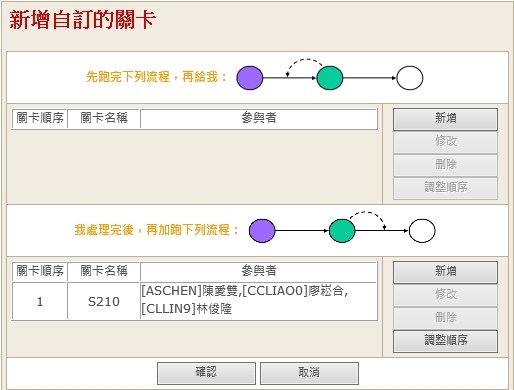 新增自訂的關卡
先跑完下列流程，再給我：
關卡順序 關卡名稱 參與者
新增
修改
刪除
調整順序
我處理完後，再加跑下列流程：
關卡順序 關卡名稱 參與者
1 S210 [ASCHEN]陳愛雙,[CCLIAO0]廖崧合,
[CLLIN9]林俊隆
新增
修改
刪除
調整順序
確認 取消